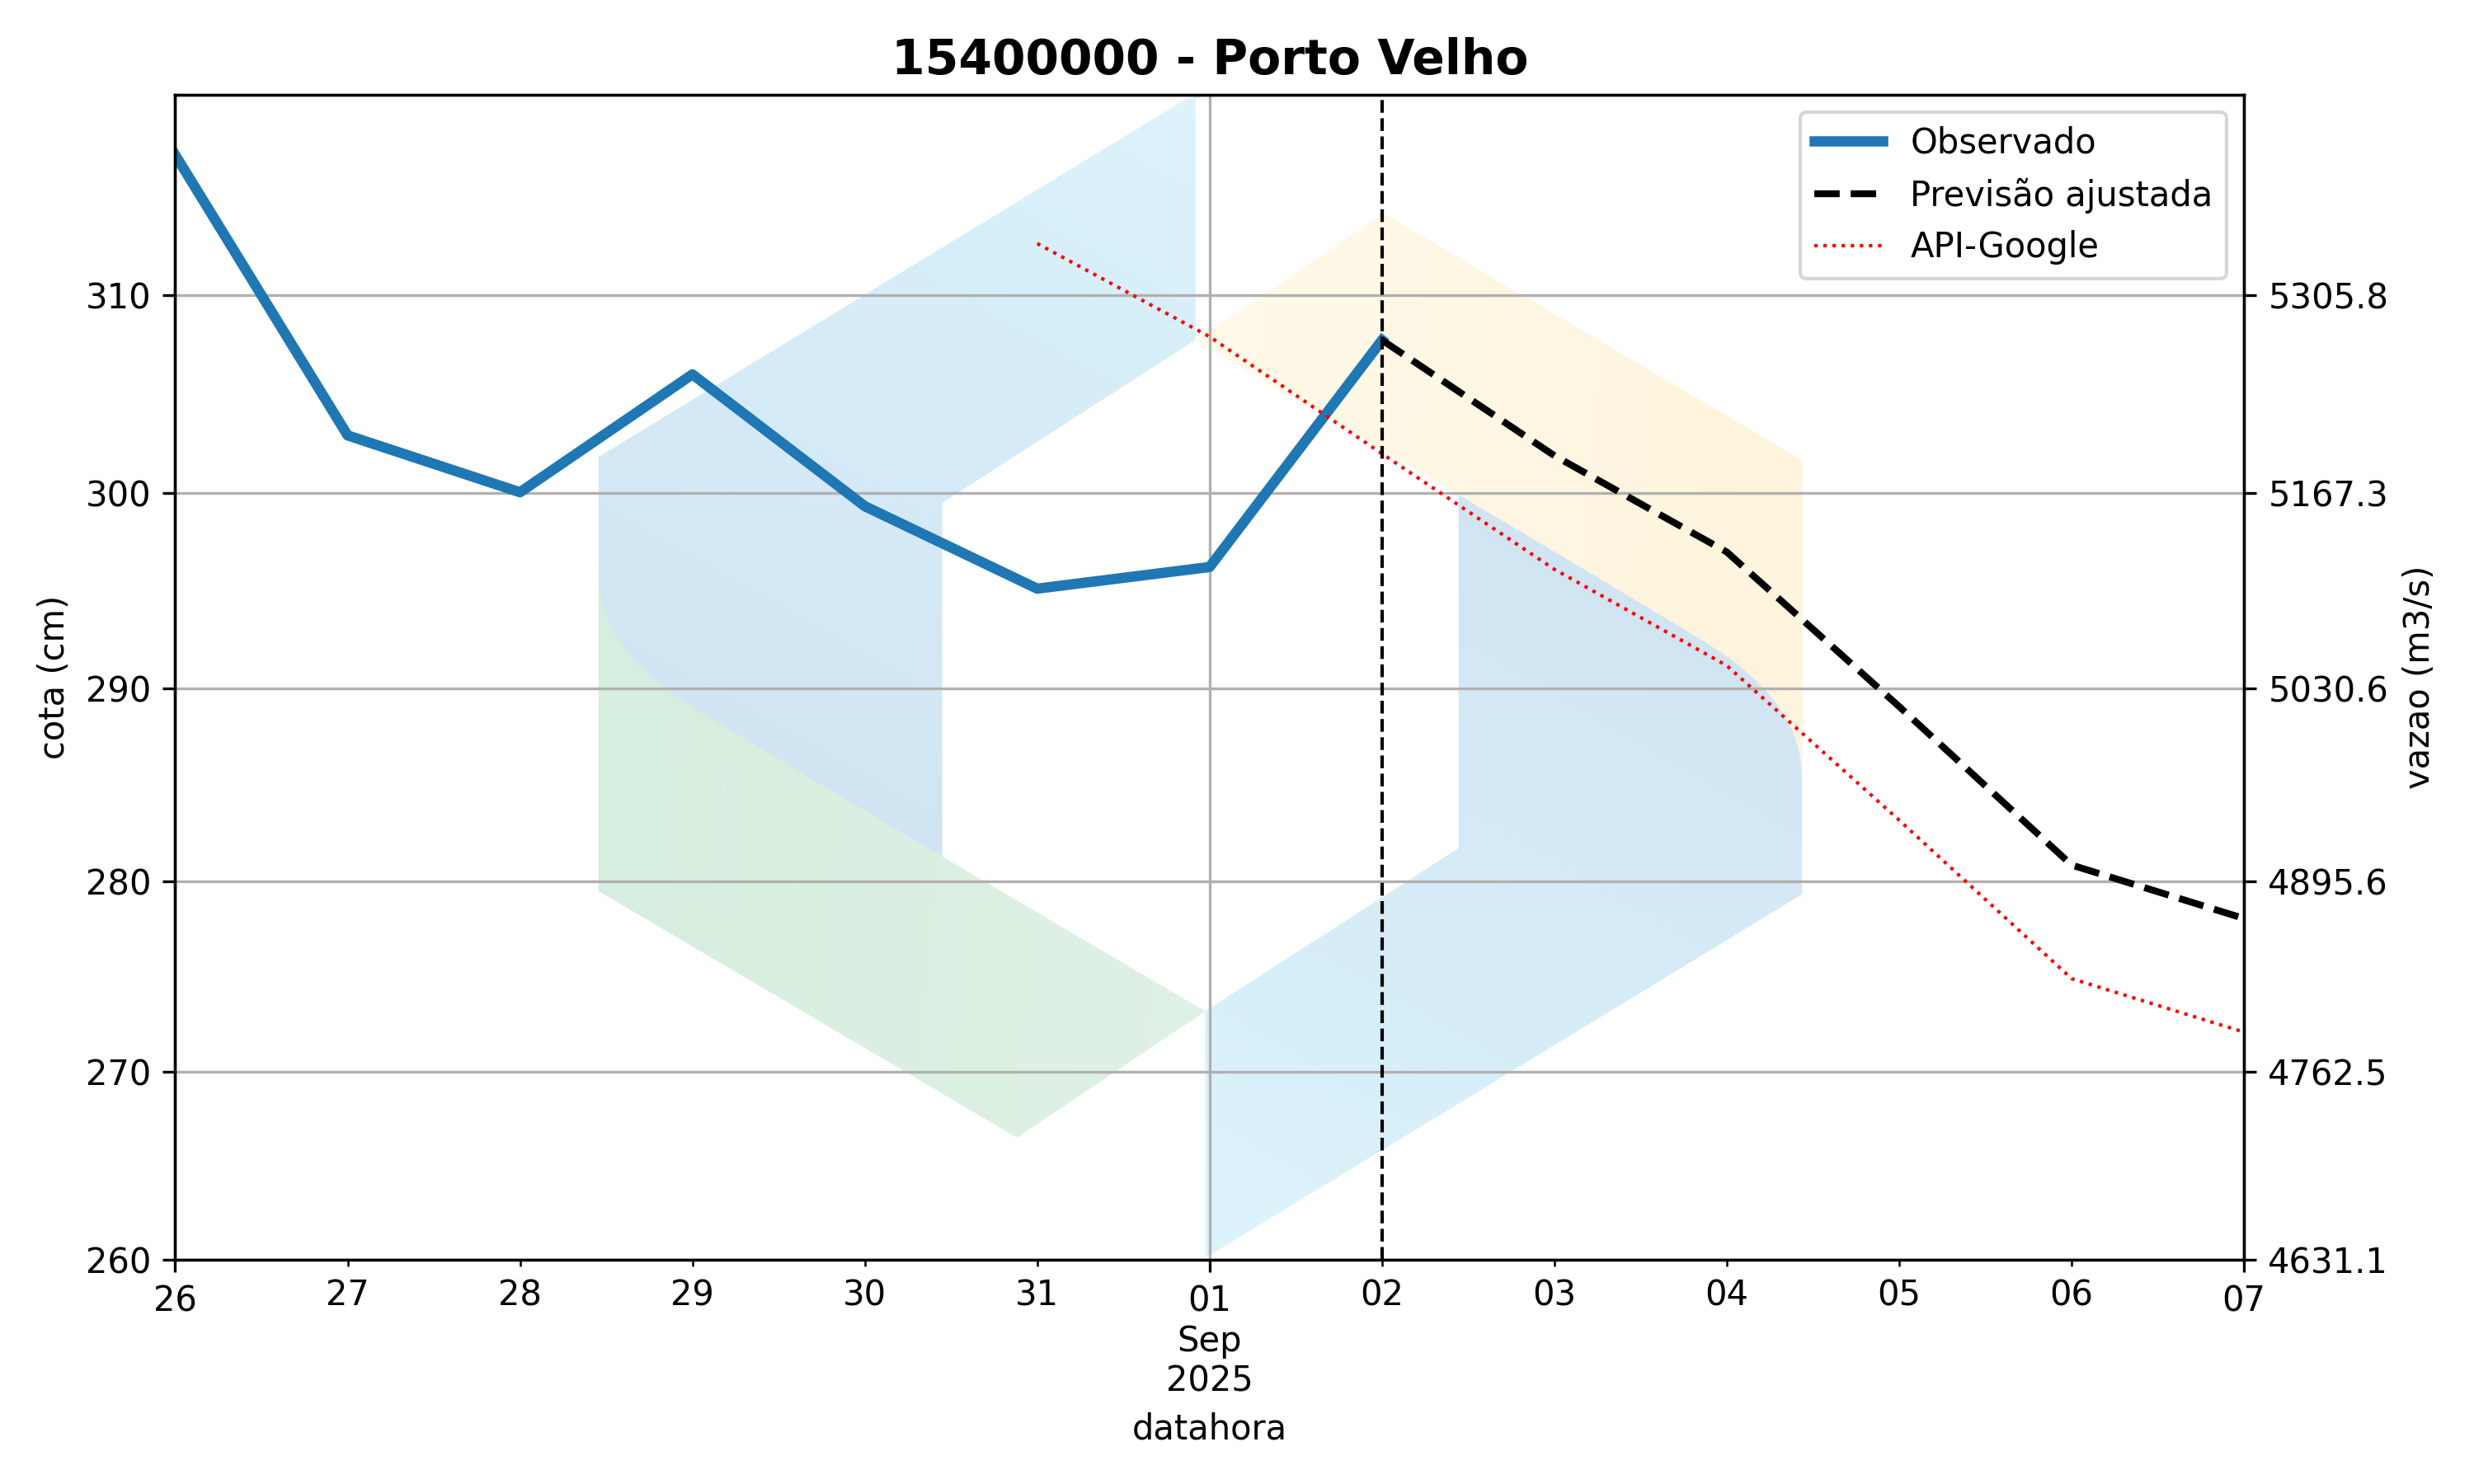 15400000 - Porto Velho
Observado
Previsão ajustada
API-Google
310
300
290
280
270
260
cota (cm)
5305.8
5167.3
5030.6
4895.6
4762.5
4631.1
vazao (m3/s)
26 27 28 29 30 31 01 02 03 04 05 06 07
Sep
2025
datahora